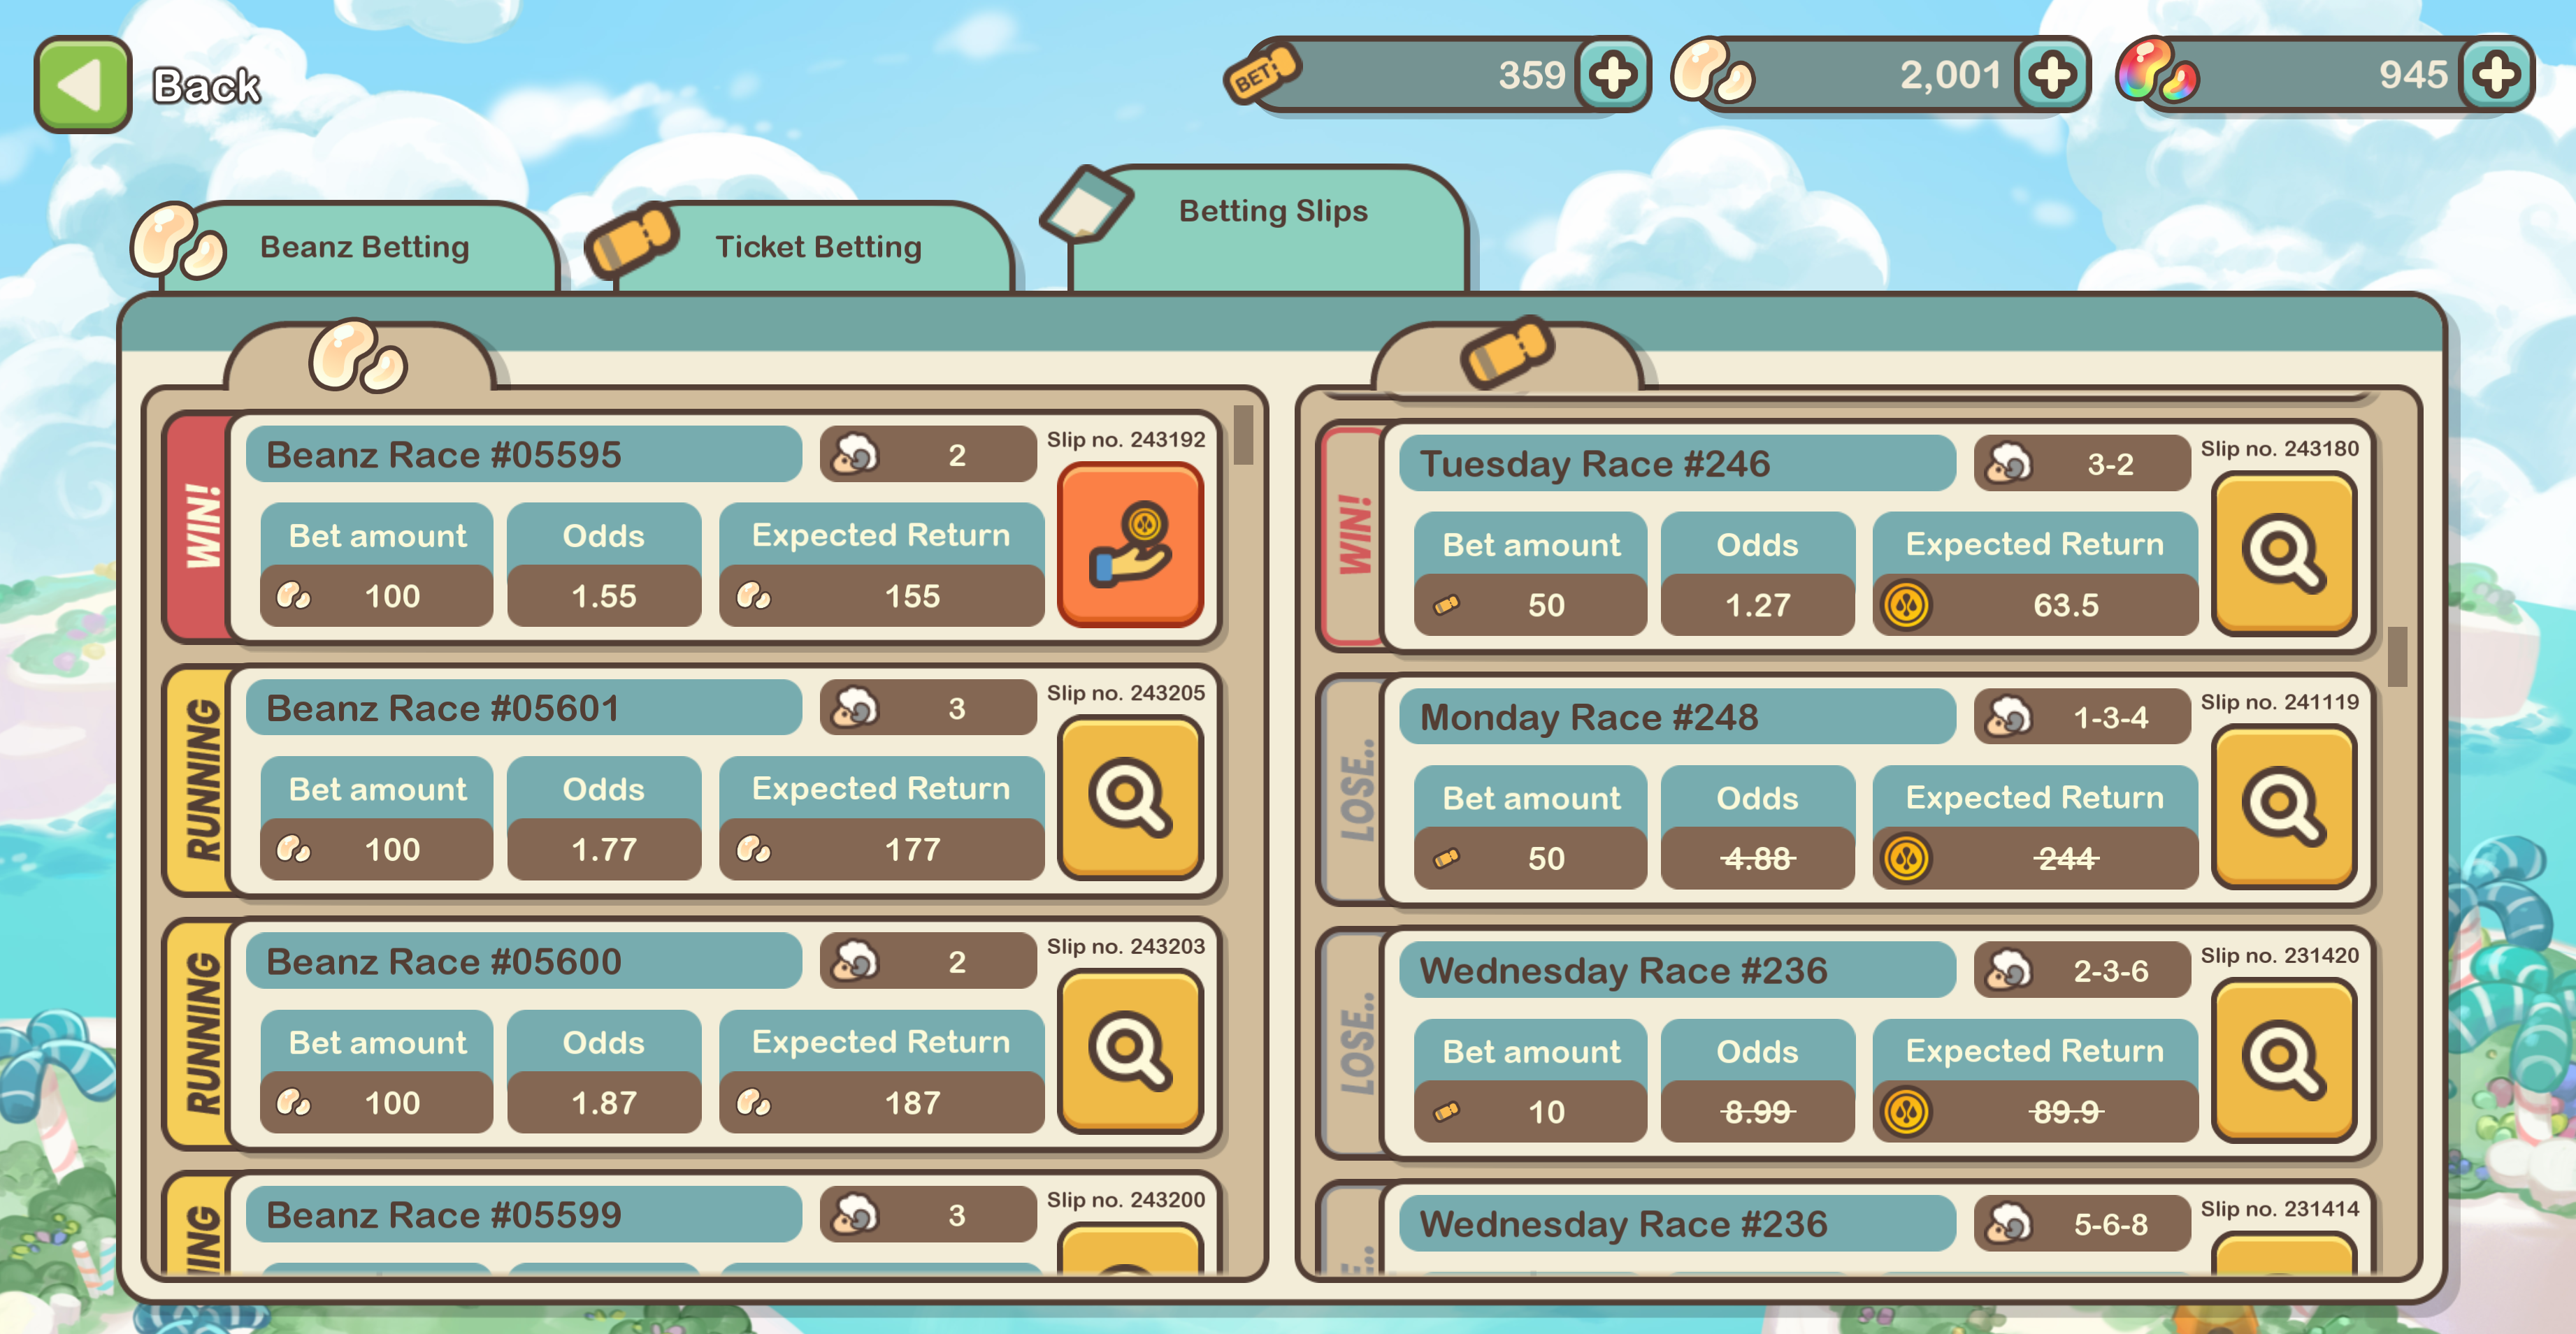 Back
BET
359
2,001
945
Beanz Betting
Ticket Betting
Betting Slips
WIN!
Beanz Race #05595
2
Slip no. 243192
Bet amount
Odds
Expected Return
100
1.55
155
RUNNING
Beanz Race #05601
3
Slip no. 243205
Bet amount
Odds
Expected Return
100
1.77
177
RUNNING
Beanz Race #05600
2
Slip no. 243203
Bet amount
Odds
Expected Return
100
1.87
187
Beanz Race #05599
3
Slip no. 243200
WIN!
Tuesday Race #246
3-2
Slip no. 243180
Bet amount
Odds
Expected Return
50
1.27
63.5
LOSE..
Monday Race #248
1-3-4
Slip no. 241119
Bet amount
Odds
Expected Return
50
4.88
244
LOSE..
Wednesday Race #236
2-3-6
Slip no. 231420
Bet amount
Odds
Expected Return
10
8.99
89.9
Wednesday Race #236
5-6-8
Slip no. 231414